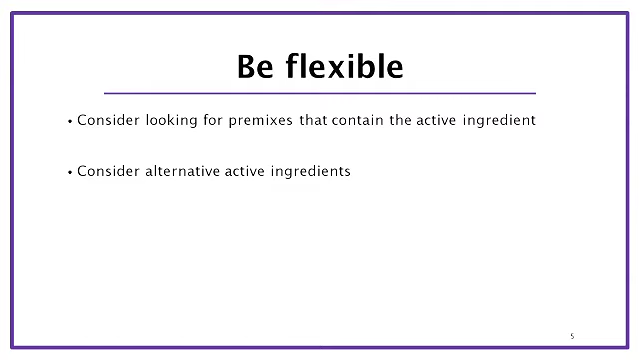 Be flexible
• Consider looking for premixes that contain the active ingredient
• Consider alternative active ingredients
5